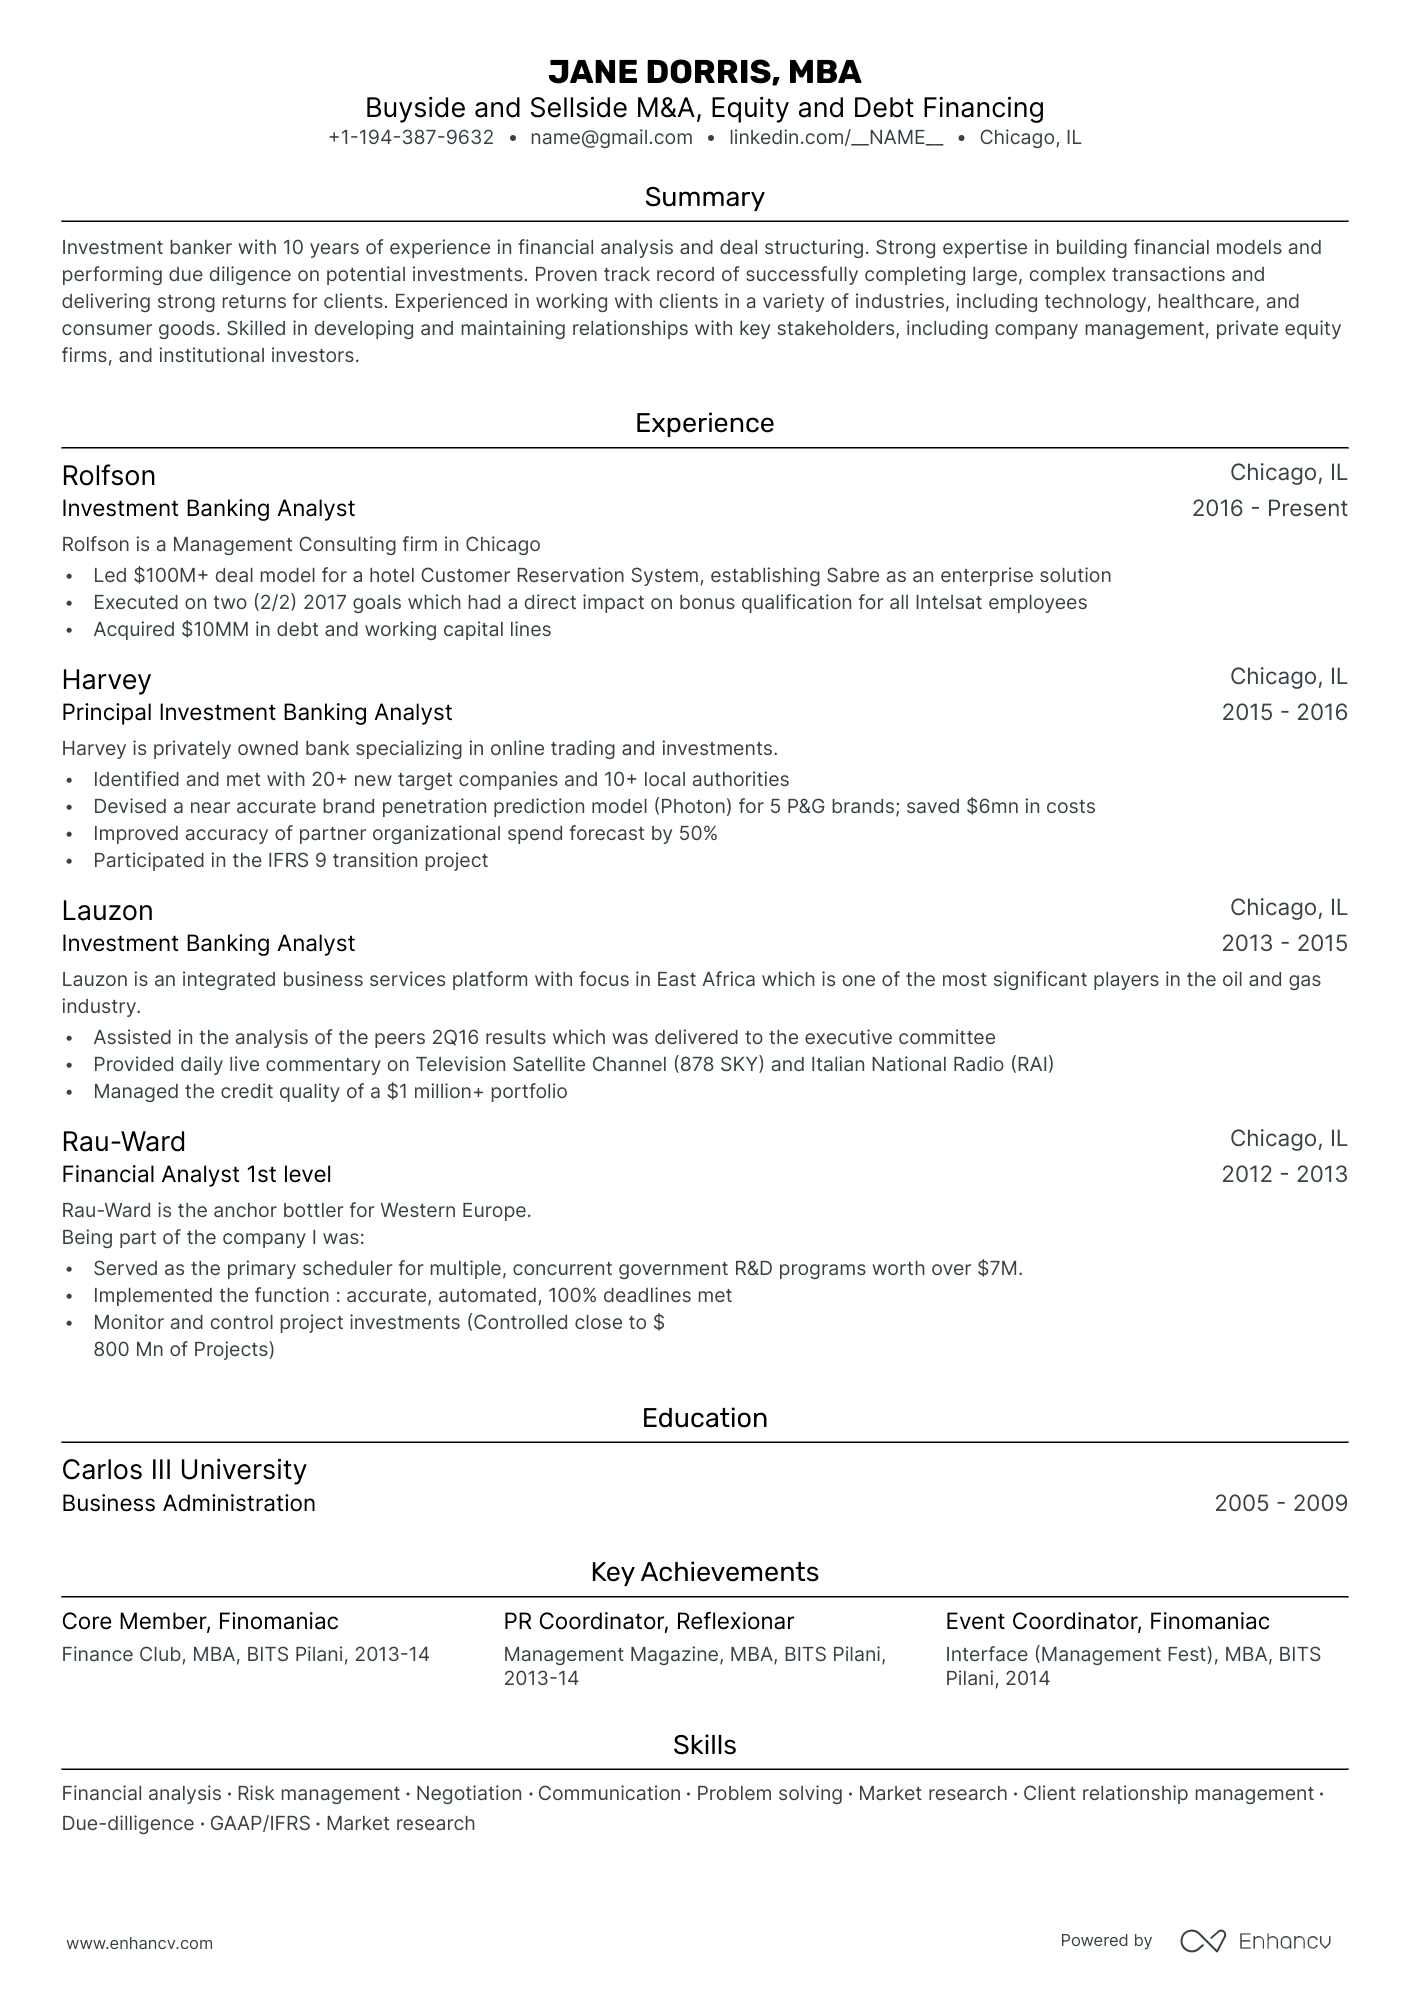 JANE DORRIS, MBA
Buyside and Sellside M&A, Equity and Debt Financing
+1-194-387-9632 • name@gmail.com • linkedin.com/__NAME__ • Chicago, IL
Summary
Investment banker with 10 years of experience in financial analysis and deal structuring. Strong expertise in building financial models and
performing due diligence on potential investments. Proven track record of successfully completing large, complex transactions and
delivering strong returns for clients. Experienced in working with clients in a variety of industries, including technology, healthcare, and
consumer goods. Skilled in developing and maintaining relationships with key stakeholders, including company management, private equity
firms, and institutional investors.
Experience
Rolfson Chicago, IL
Investment Banking Analyst 2016 - Present
Rolfson is a Management Consulting firm in Chicago
• Led $100M+ deal model for a hotel Customer Reservation System, establishing Sabre as an enterprise solution
• Executed on two (2/2) 2017 goals which had a direct impact on bonus qualification for all Intelsat employees
• Acquired $10MM in debt and working capital lines
Harvey Chicago, IL
Principal Investment Banking Analyst 2015 - 2016
Harvey is privately owned bank specializing in online trading and investments.
• Identified and met with 20+ new target companies and 10+ local authorities
• Devised a near accurate brand penetration prediction model (Photon) for 5 P&G brands; saved $6mn in costs
• Improved accuracy of partner organizational spend forecast by 50%
• Participated in the IFRS 9 transition project
Lauzon Chicago, IL
Investment Banking Analyst 2013 - 2015
Lauzon is an integrated business services platform with focus in East Africa which is one of the most significant players in the oil and gas
industry.
• Assisted in the analysis of the peers 2Q16 results which was delivered to the executive committee
• Provided daily live commentary on Television Satellite Channel (878 SKY) and Italian National Radio (RAI)
• Managed the credit quality of a $1 million+ portfolio
Rau-Ward Chicago, IL
Financial Analyst 1st level 2012 - 2013
Rau-Ward is the anchor bottler for Western Europe.
Being part of the company I was:
• Served as the primary scheduler for multiple, concurrent government R&D programs worth over $7M.
• Implemented the function : accurate, automated, 100% deadlines met
• Monitor and control project investments (Controlled close to $
800 Mn of Projects)
Education
Carlos III University
Business Administration 2005 - 2009
Key Achievements
Core Member, Finomaniac
Finance Club, MBA, BITS Pilani, 2013-14
PR Coordinator, Reflexionar
Management Magazine, MBA, BITS Pilani,
2013-14
Event Coordinator, Finomaniac
Interface (Management Fest), MBA, BITS
Pilani, 2014
Skills
Financial analysis · Risk management · Negotiation · Communication · Problem solving · Market research · Client relationship management ·
Due-dilligence · GAAP/IFRS · Market research
www.enhancv.com Powered by Enhancv